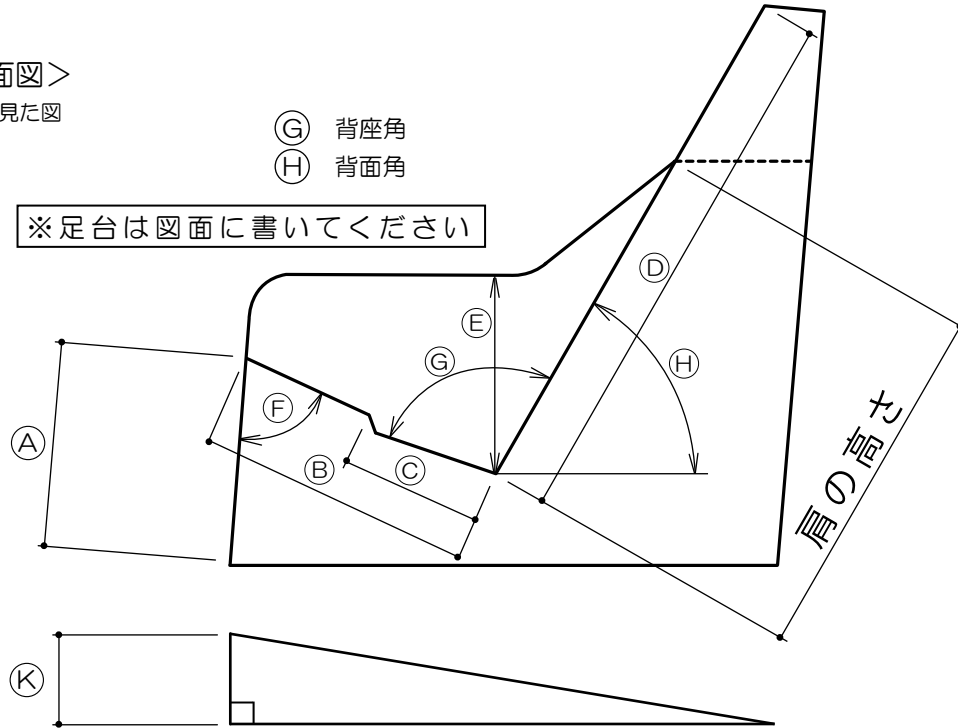 面図＞
見た図
Ⓖ 背座角
Ⓗ 背面角
※足台は図面に書いてください
Ⓓ
Ⓔ
Ⓖ
Ⓗ
Ⓕ
Ⓐ
Ⓑ
Ⓒ
肩の高さ
Ⓚ